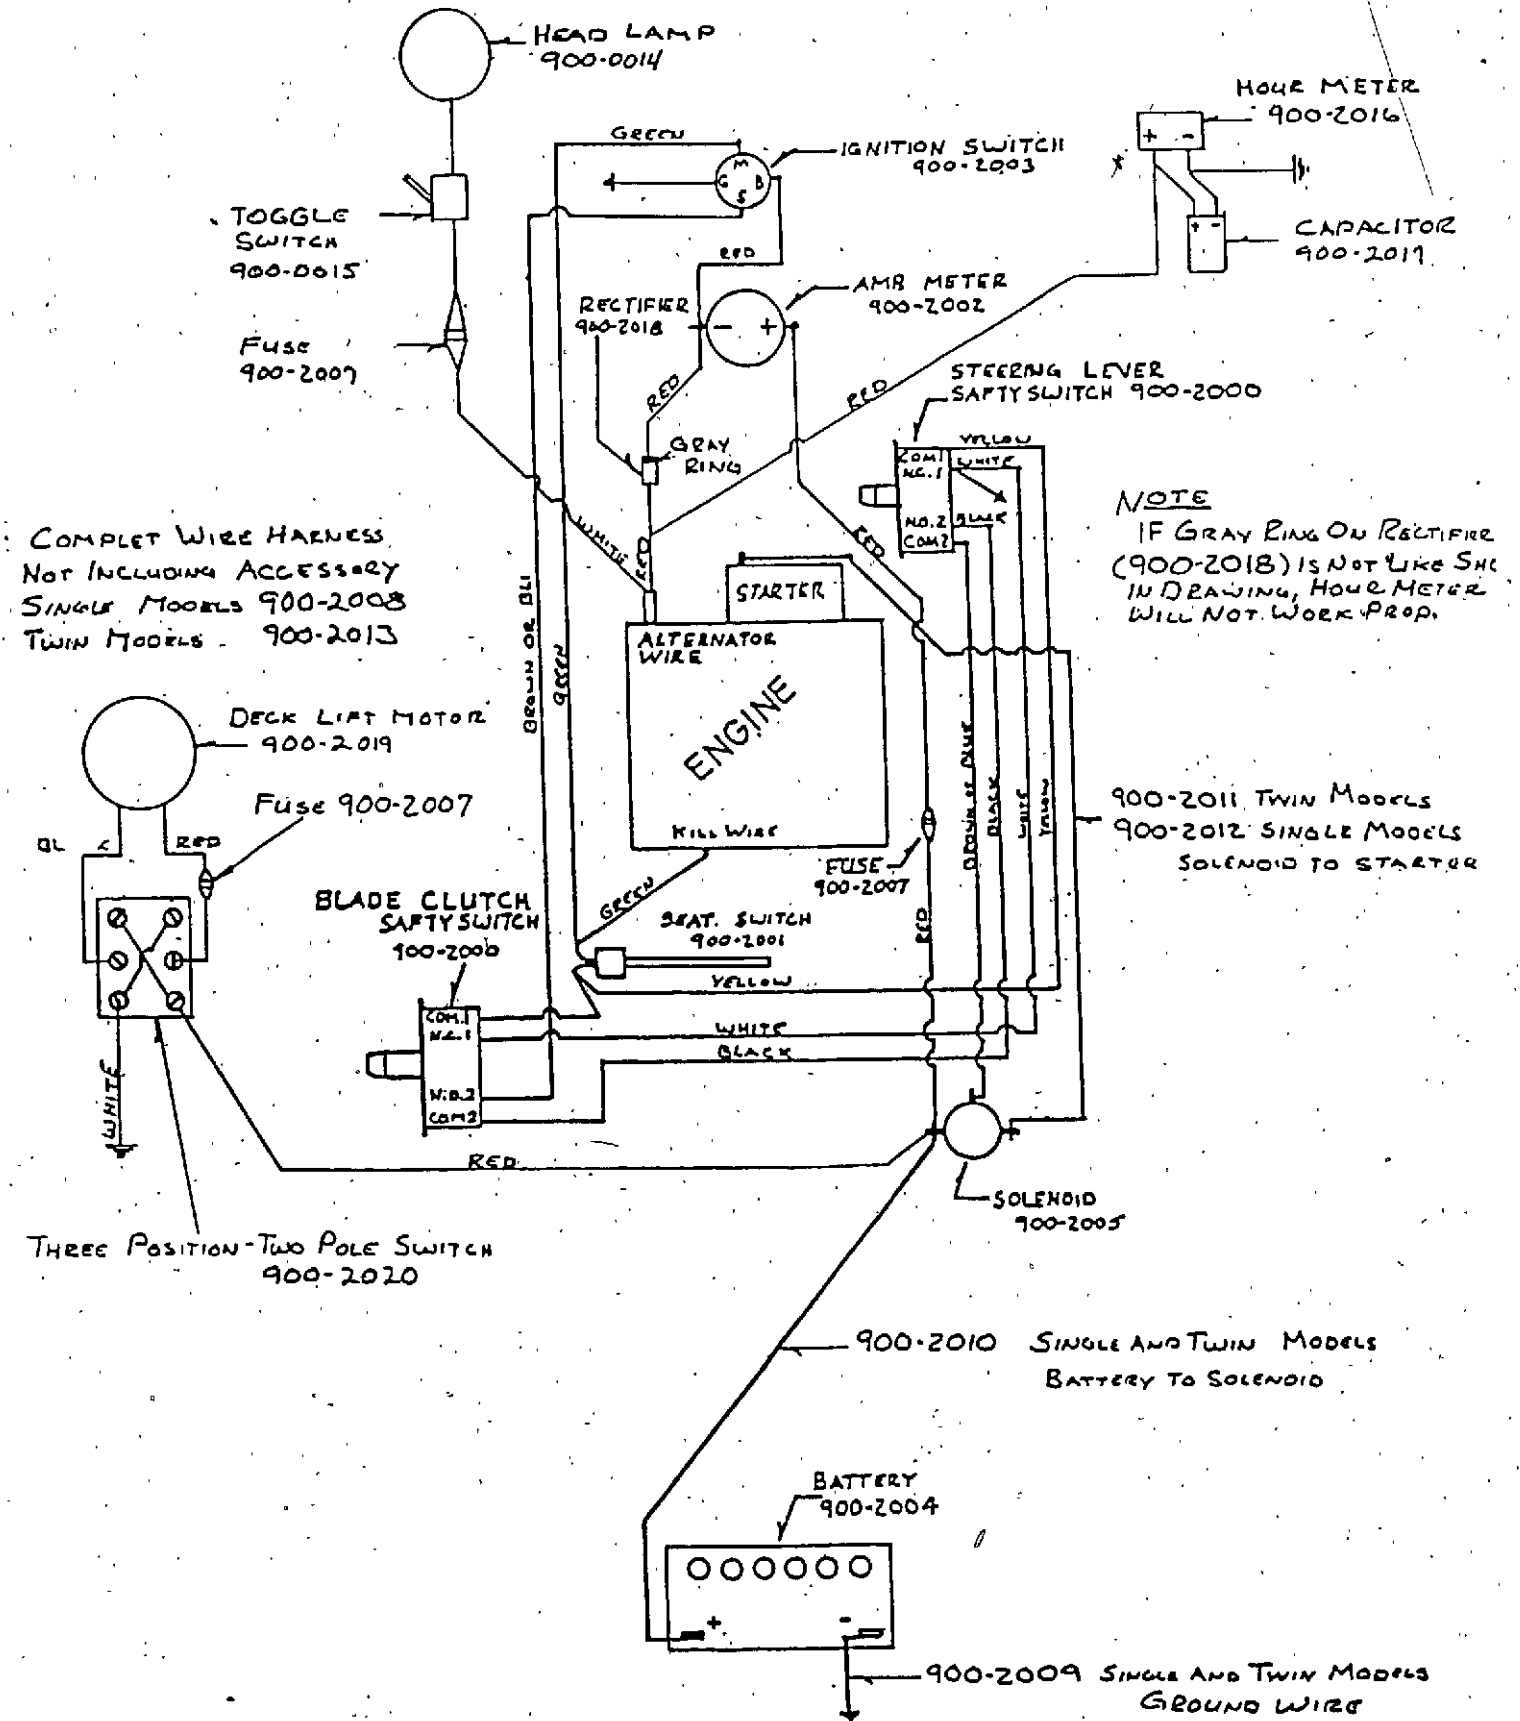 HEAD LAMP
900-0014
HOUR METER
900-2016
+ -
GREEN
IGNITION SWITCH
900-2003
M
G B
S
TOGGLE
SWITCH
900-0015
+ -
CAPACITOR
900-2017
RED
AMP METER
900-2002
RECTIFIER
900-2018
- +
FUSE
900-2007
STEERING LEVER
SAFTY SWITCH 900-2000
RED
RED
GRAY
RING
YELLOW
COM1
N.C.1
WHITE
N.O.2
BLACK
COM2
NOTE
IF GRAY RING ON RECTIFIER
(900-2018) IS NOT LIKE SHO
IN DRAWING, HOUR METER
WILL NOT WORK PROP.
COMPLET WIRE HARNESS
NOT INCLUDING ACCESSORY
SINGLE MODELS 900-2008
TWIN MODELS - 900-2013
WHITE
RED
RED
STARTER
ALTERNATOR
WIRE
ENGINE
KILL WIRE
BROWN OR BLU
GREEN
DECK LIFT MOTOR
900-2019
FUSE 900-2007
BL K
RED
BROWN OR BLUE
BLACK
WHITE
YELLOW
900-2011 TWIN MODELS
900-2012 SINGLE MODELS
SOLENOID TO STARTER
FUSE
900-2007
RED
GREEN
BLADE CLUTCH
SAFTY SWITCH
900-2000
SEAT SWITCH
900-2001
YELLOW
COM.1
N.C.1
WHITE
BLACK
N.O.2
COM2
WHITE
RED
SOLENOID
900-2005
THREE POSITION-TWO POLE SWITCH
900-2020
900-2010 SINGLE AND TWIN MODELS
BATTERY TO SOLENOID
BATTERY
900-2004
+ -
900-2009 SINGLE AND TWIN MODELS
GROUND WIRE